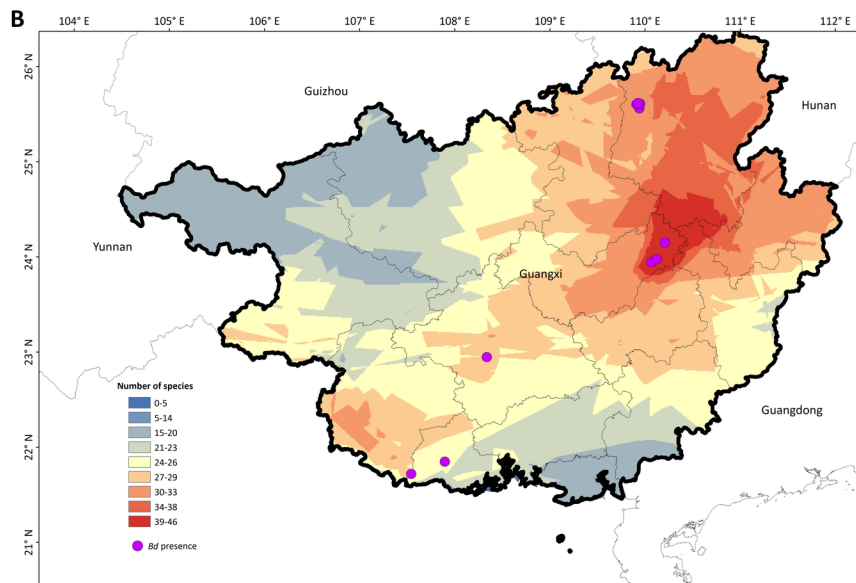 B
104° E 105° E 106° E 107° E 108° E 109° E 110° E 111° E 112° E
26° N
Guizhou
Hunan
25° N
Yunnan
24° N
Guangxi
23° N
Number of species
0-5
5-14
15-20
21-23
24-26
27-29
30-33
34-38
39-46
Bd presence
Guangdong
22° N
21° N